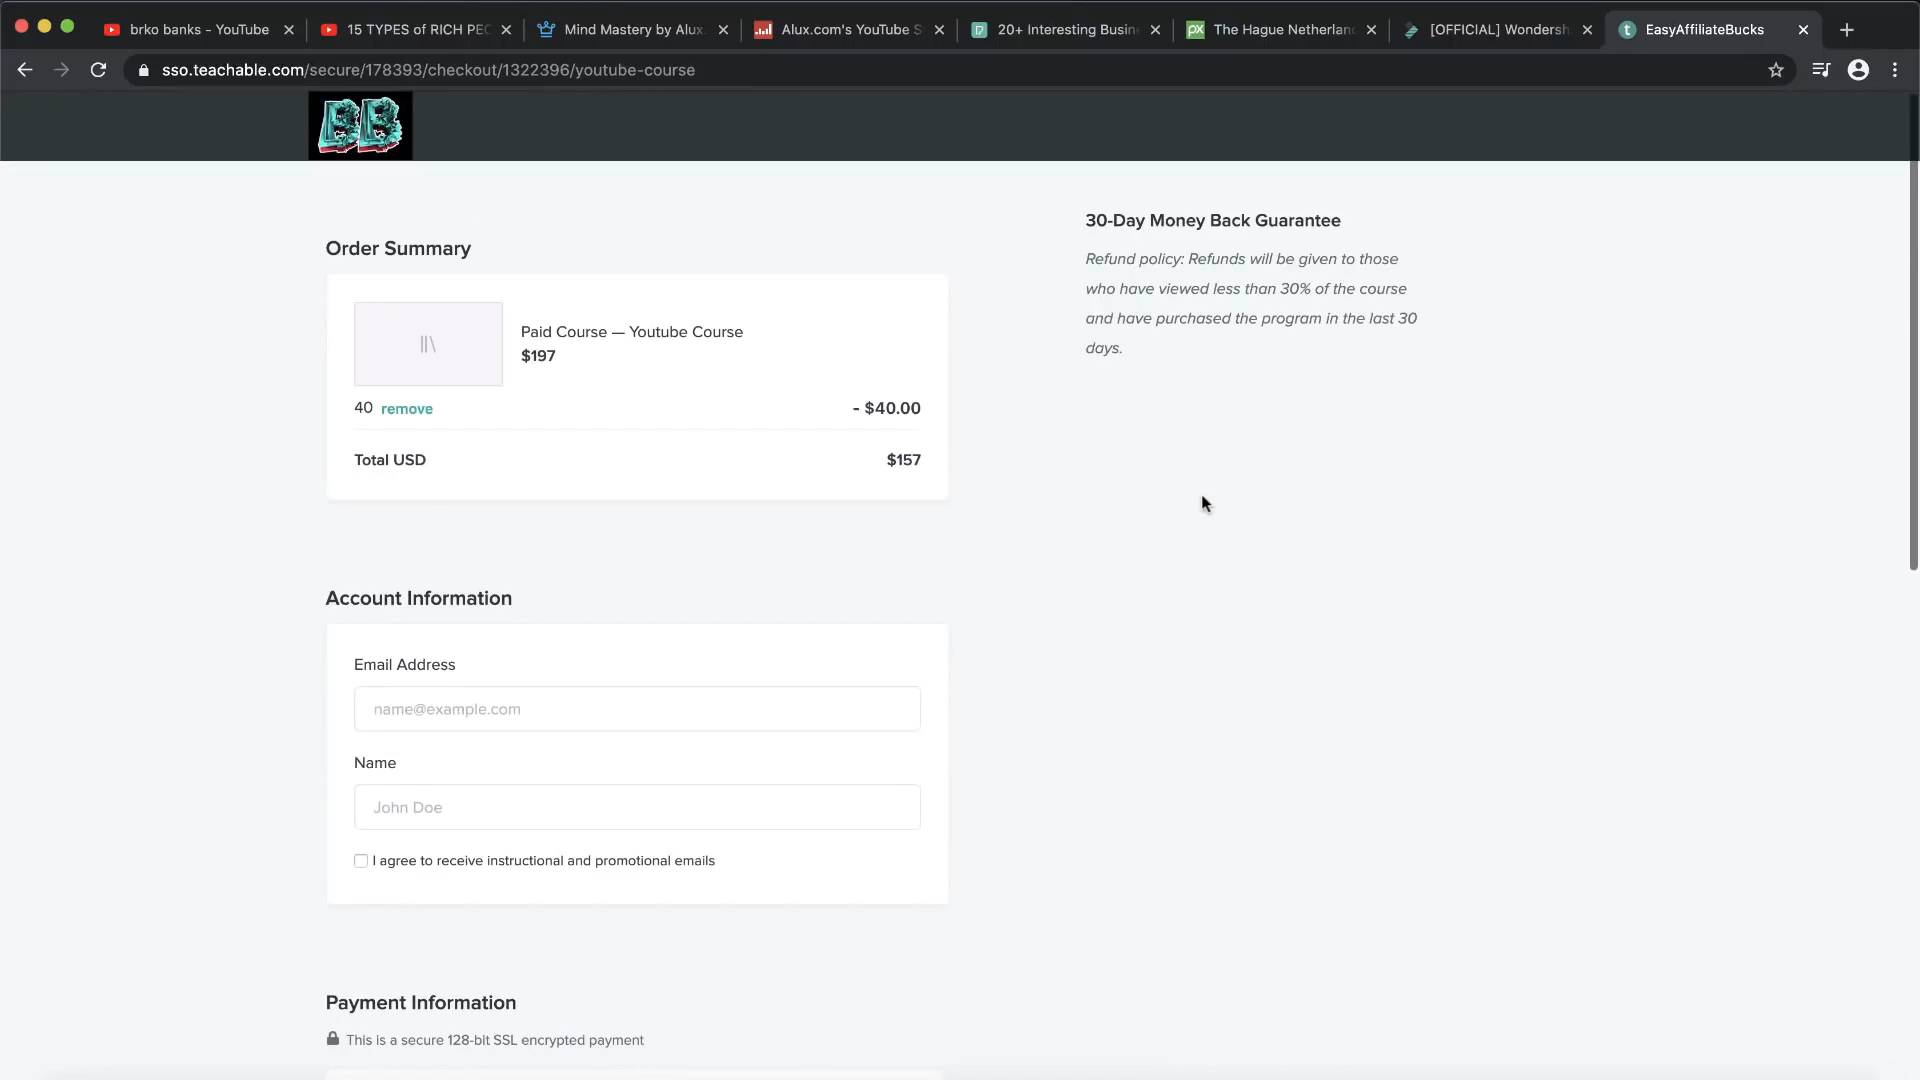 brko banks - YouTube
15 TYPES of RICH PEC
Mind Mastery by Alux.
Alux.com's YouTube S
20+ Interesting Busin
The Hague Netherlan
[OFFICIAL] Wondersh
EasyAffiliateBucks
sso.teachable.com/secure/178393/checkout/1322396/youtube-course
BB
30-Day Money Back Guarantee
Refund policy: Refunds will be given to those
who have viewed less than 30% of the course
and have purchased the program in the last 30
days.
Order Summary
Paid Course — Youtube Course
$197
40 remove - $40.00
Total USD $157
Account Information
Email Address
name@example.com
Name
John Doe
I agree to receive instructional and promotional emails
Payment Information
This is a secure 128-bit SSL encrypted payment